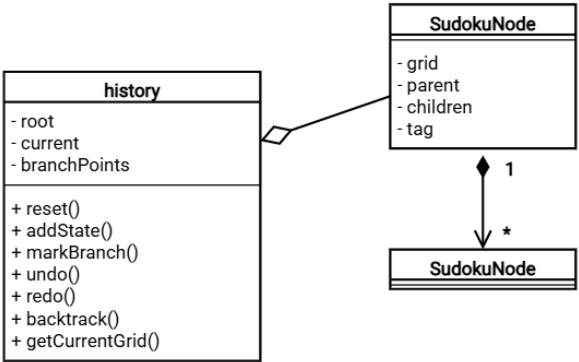 history
- root
- current
- branchPoints
+ reset()
+ addState()
+ markBranch()
+ undo()
+ redo()
+ backtrack()
+ getCurrentGrid()
SudokuNode
- grid
- parent
- children
- tag
1
*
SudokuNode